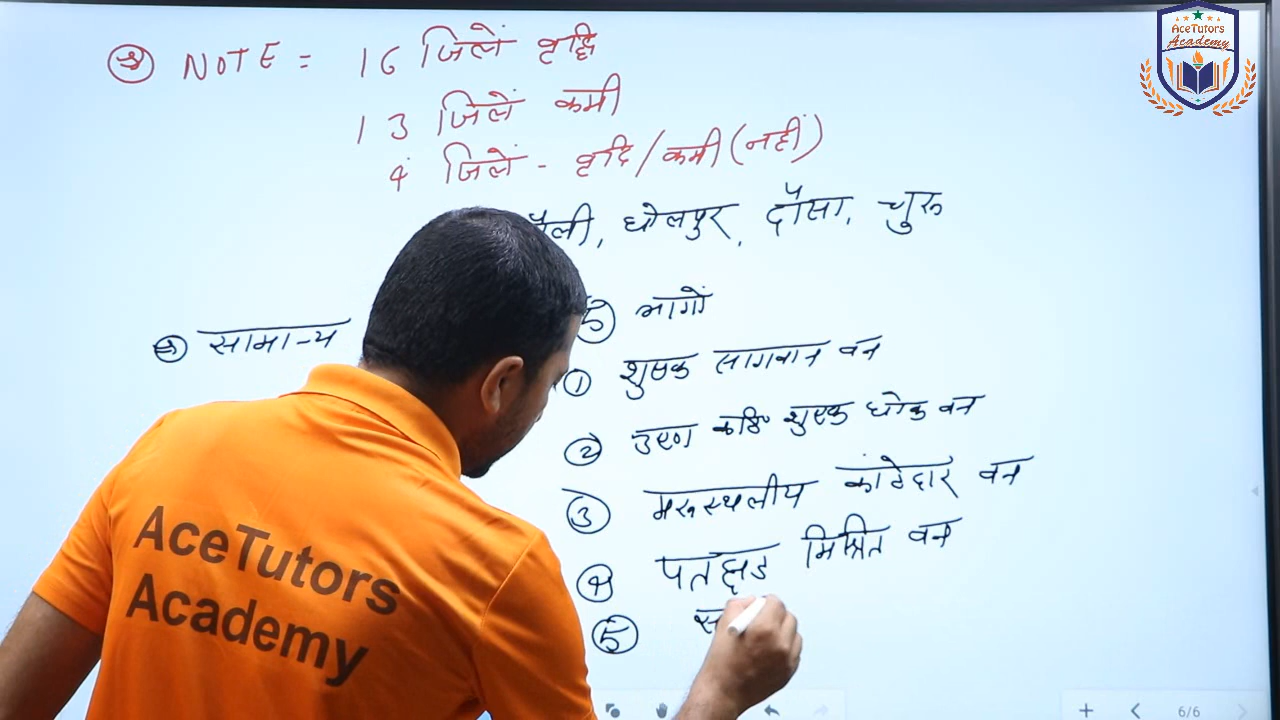 AceTutors
Academy
NOTE = 16 जिलें वृद्धि
13 जिलें कमी
4 जिलें - वृद्धि/कमी (नहीं)
धोलपुर, दौसा, चुरू
सामान्य
5 भागों
① शुष्क सागवान वन
② उष्ण कटि शुष्क धोक वन
③ मरूस्थलीय कांटेदार वन
④ पतझड मिश्रित वन
⑤
AceTutors
Academy
6/6